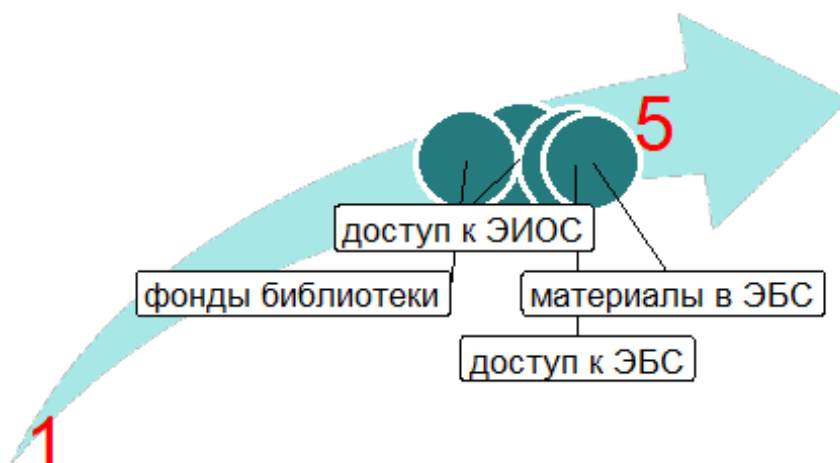 5
доступ к ЭИОС
фонды библиотеки
материалы в ЭБС
доступ к ЭБС
1